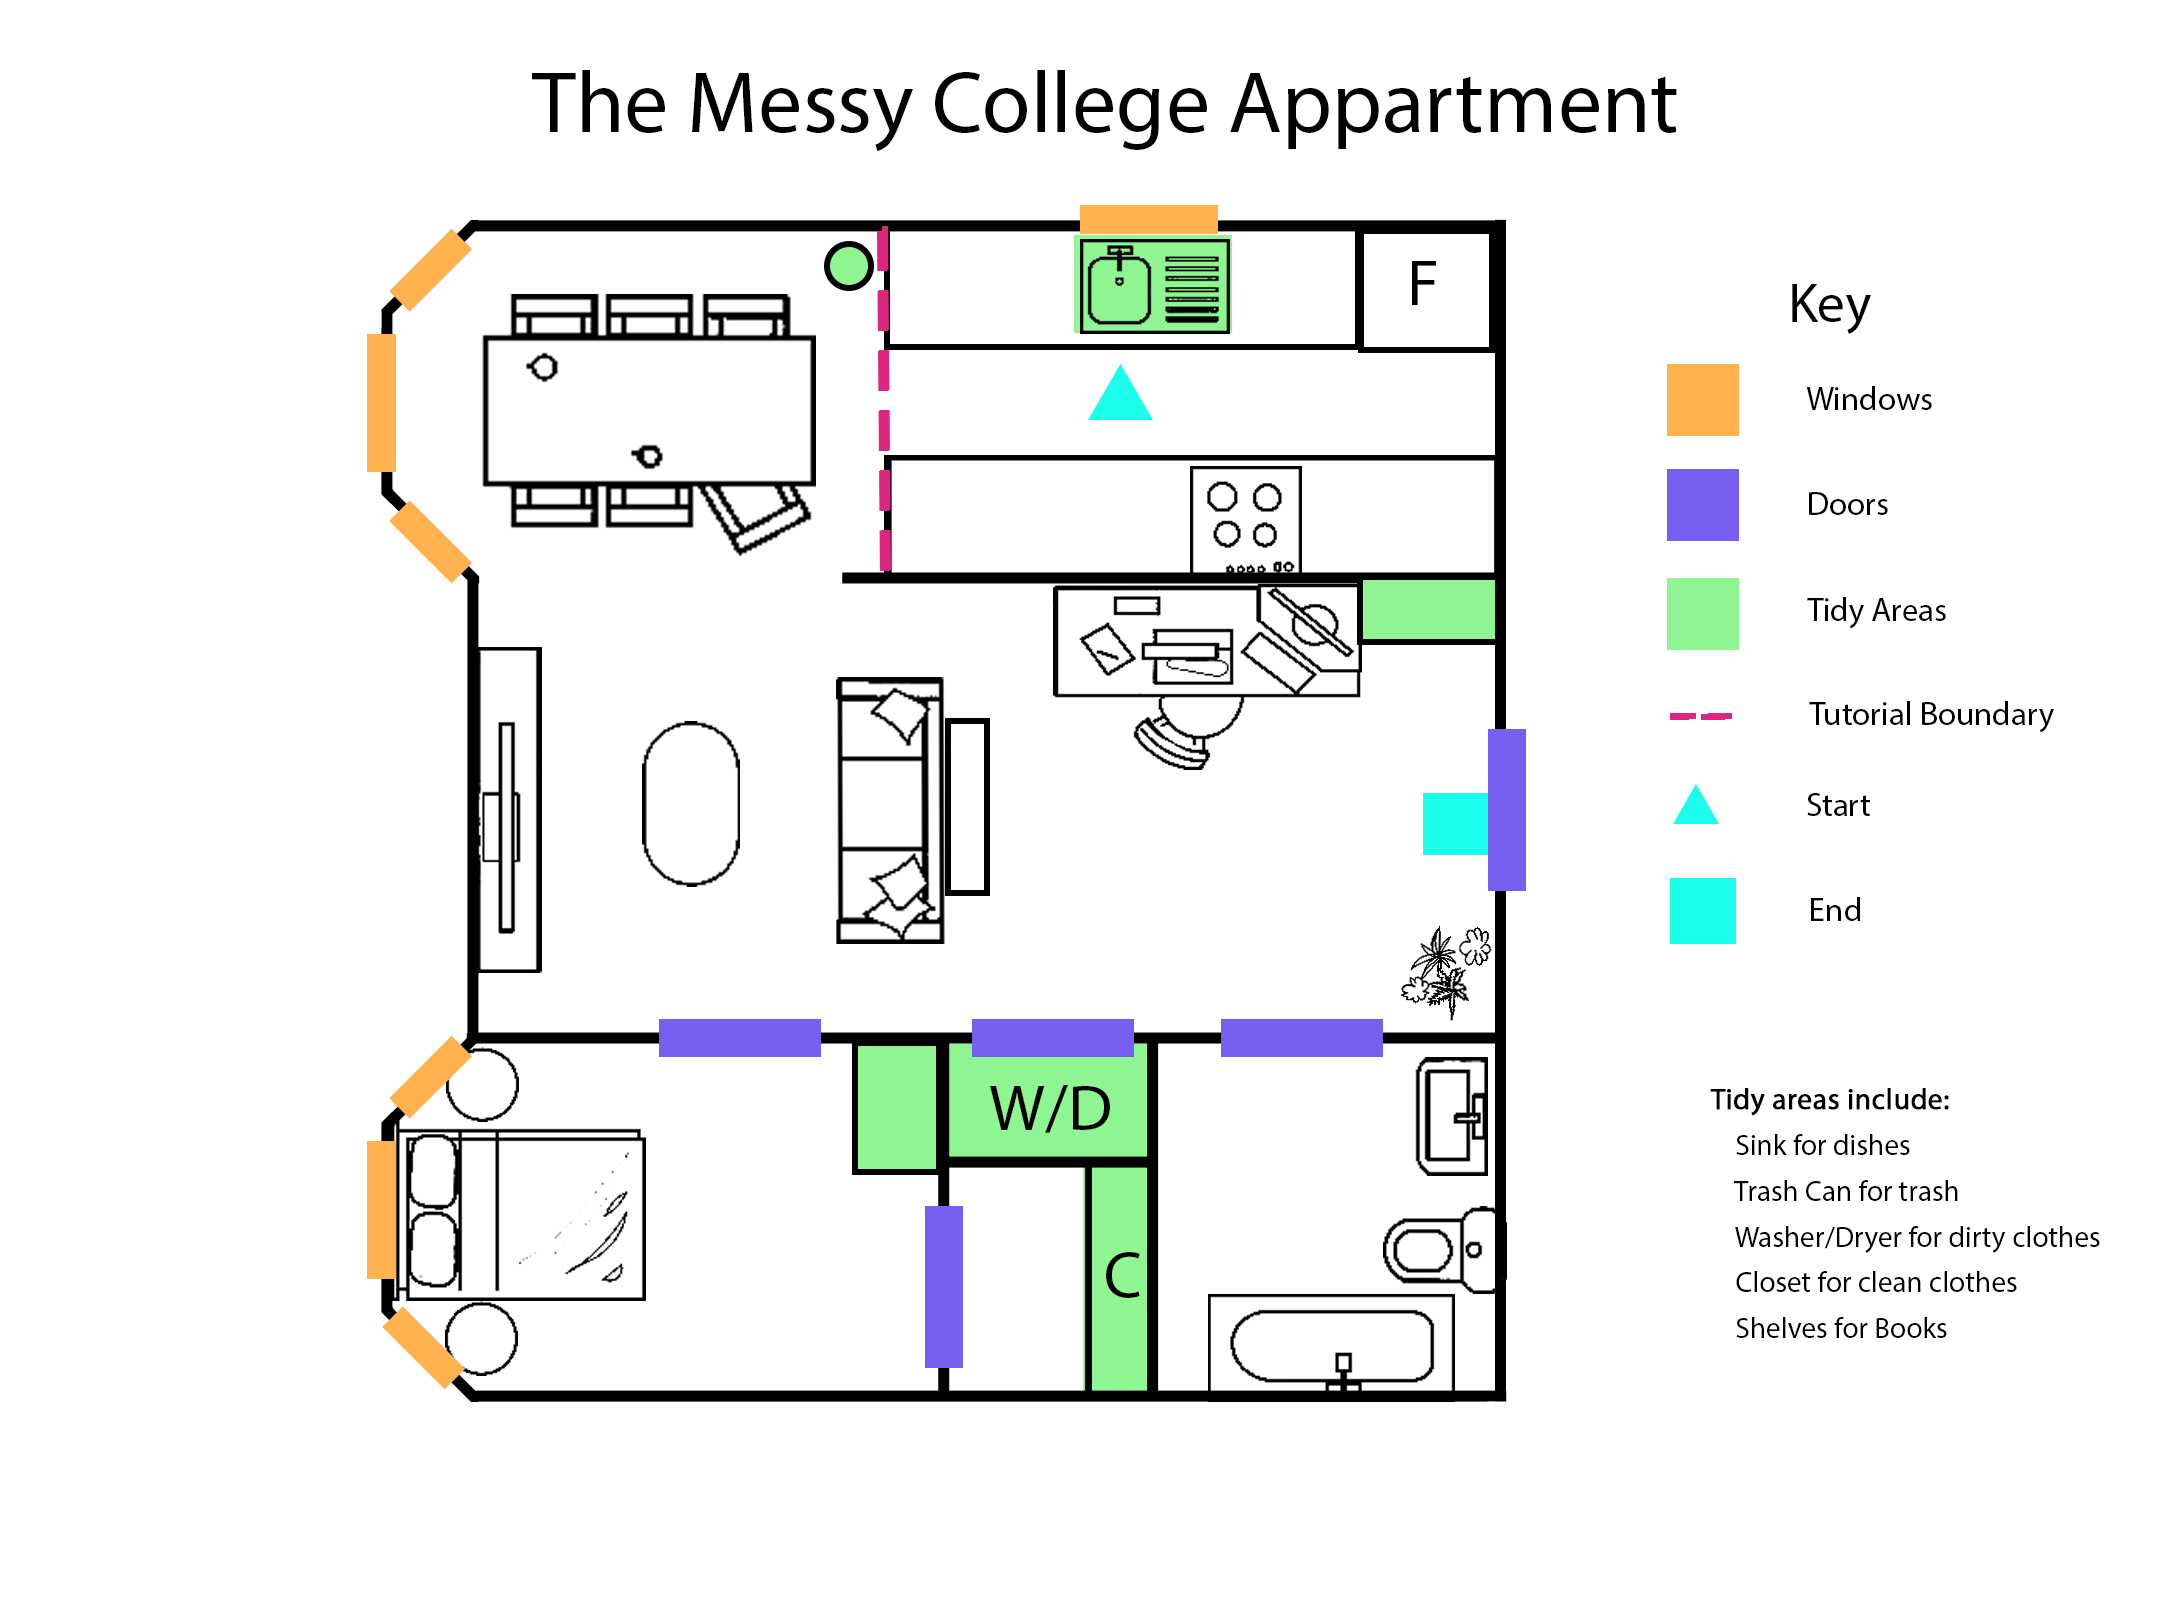 The Messy College Appartment
F
Key
Windows
Doors
Tidy Areas
Tutorial Boundary
Start
End
W/D
C
Tidy areas include:
Sink for dishes
Trash Can for trash
Washer/Dryer for dirty clothes
Closet for clean clothes
Shelves for Books